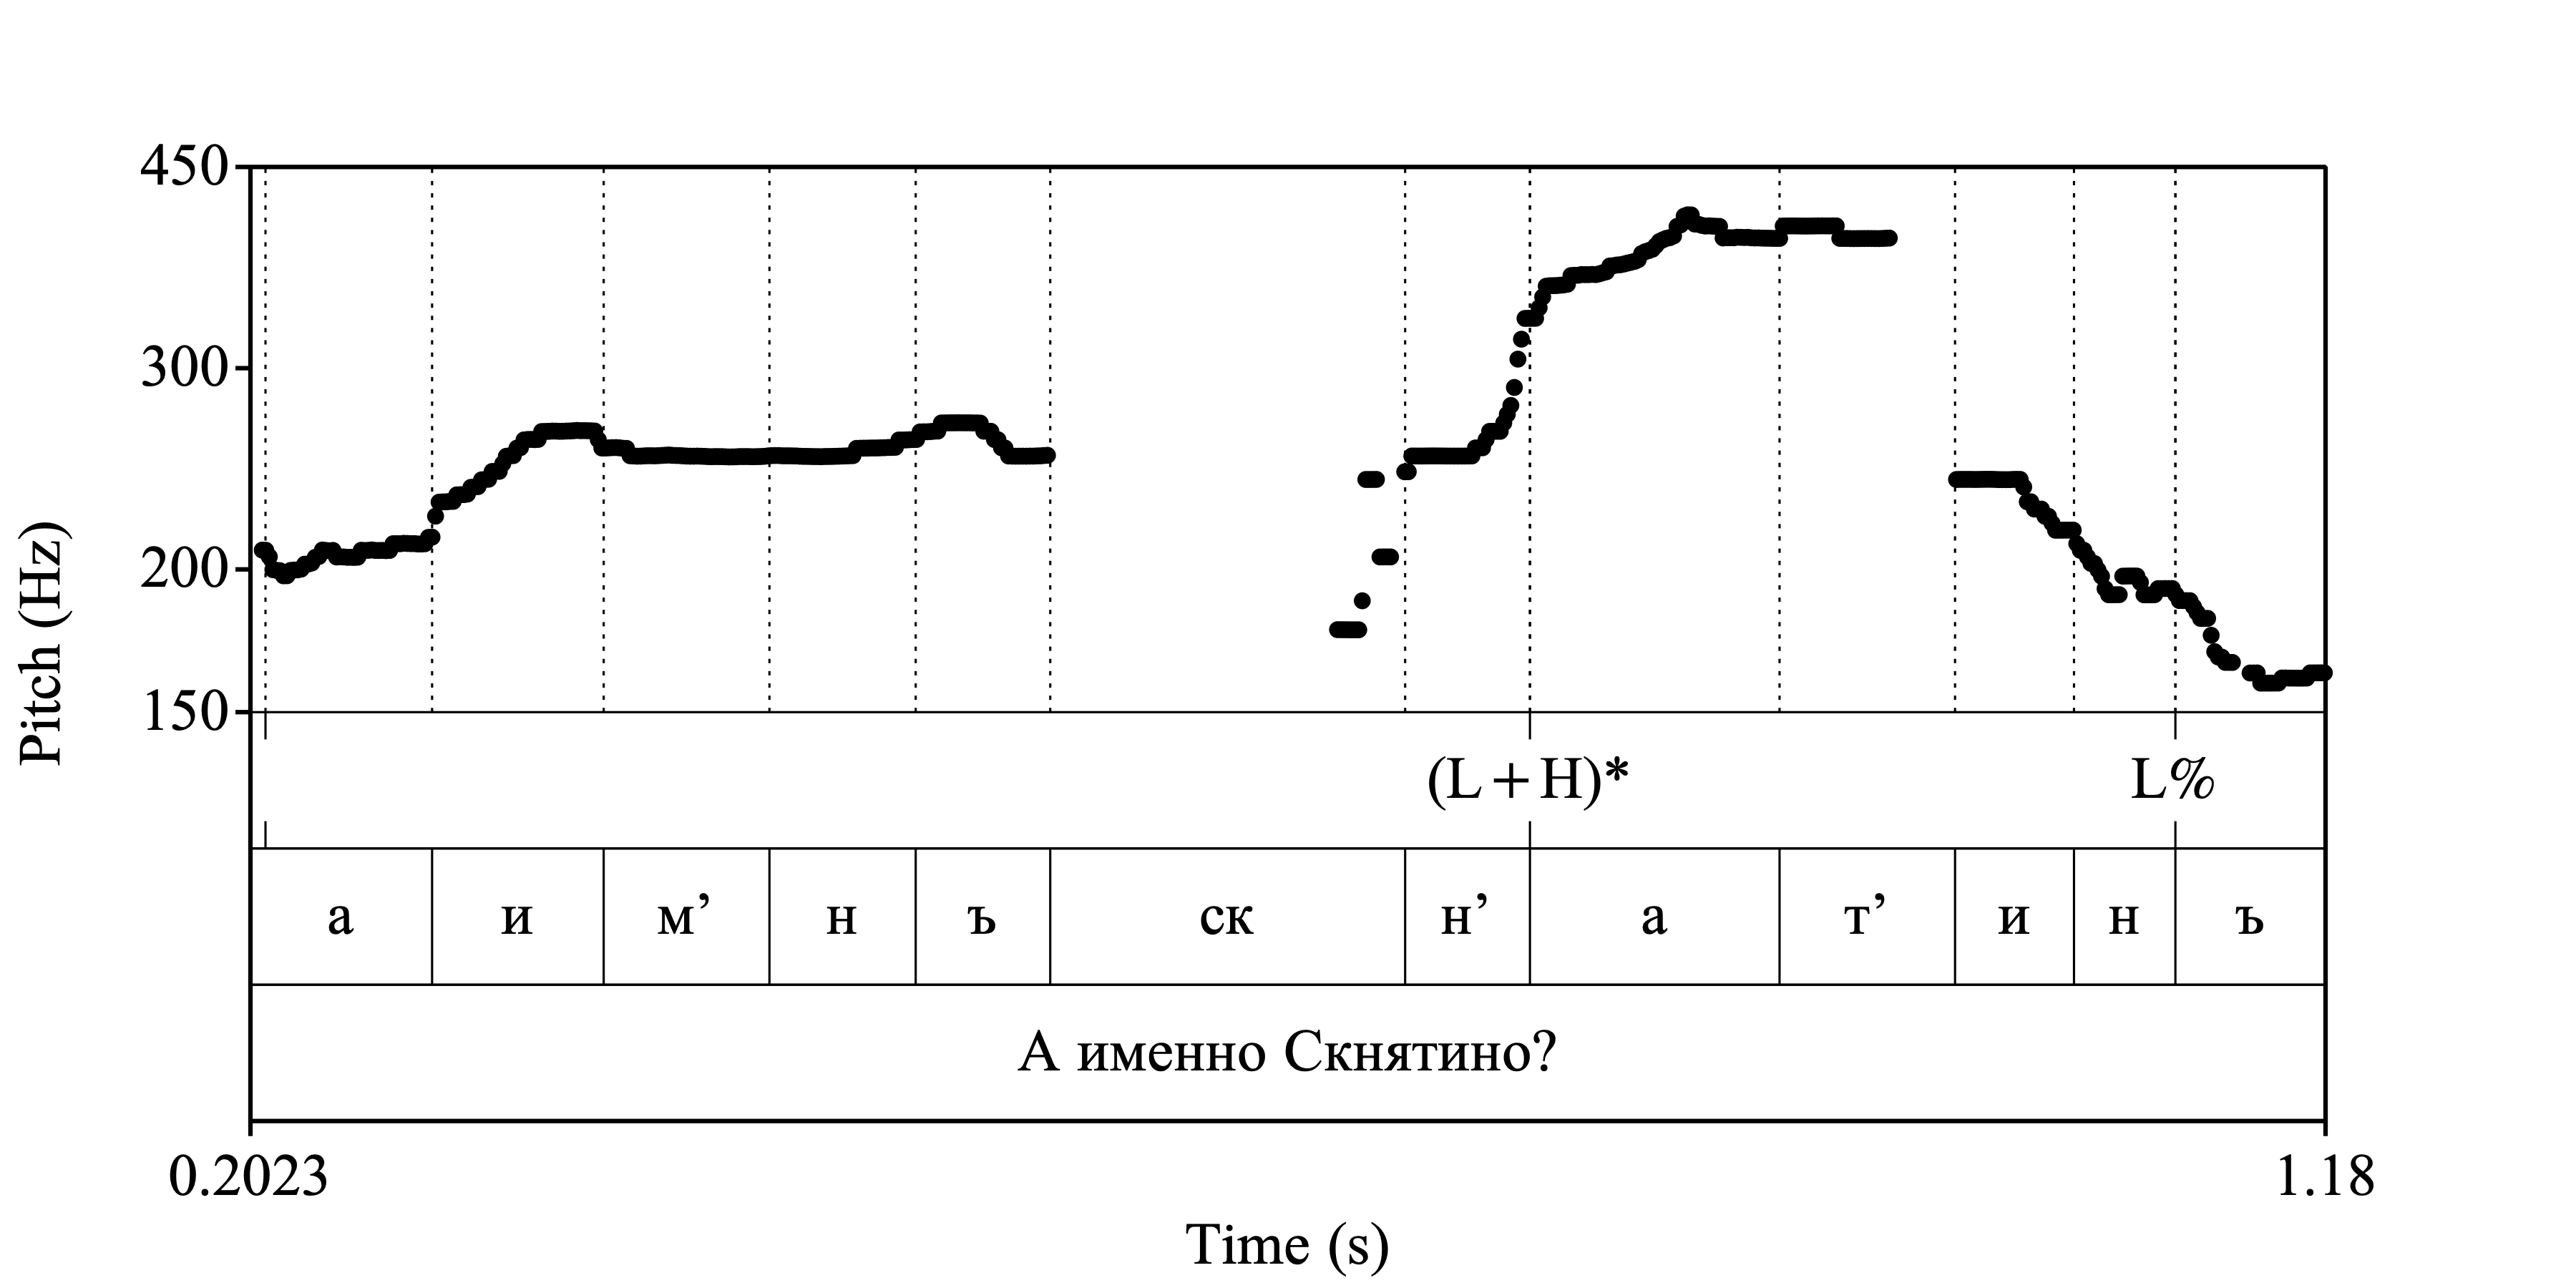 450
300
200
150
Pitch (Hz)
(L+H)* L%
а и м’ н ъ ск н’ а т’ и н ъ
А именно Скнятино?
0.2023 1.18
Time (s)